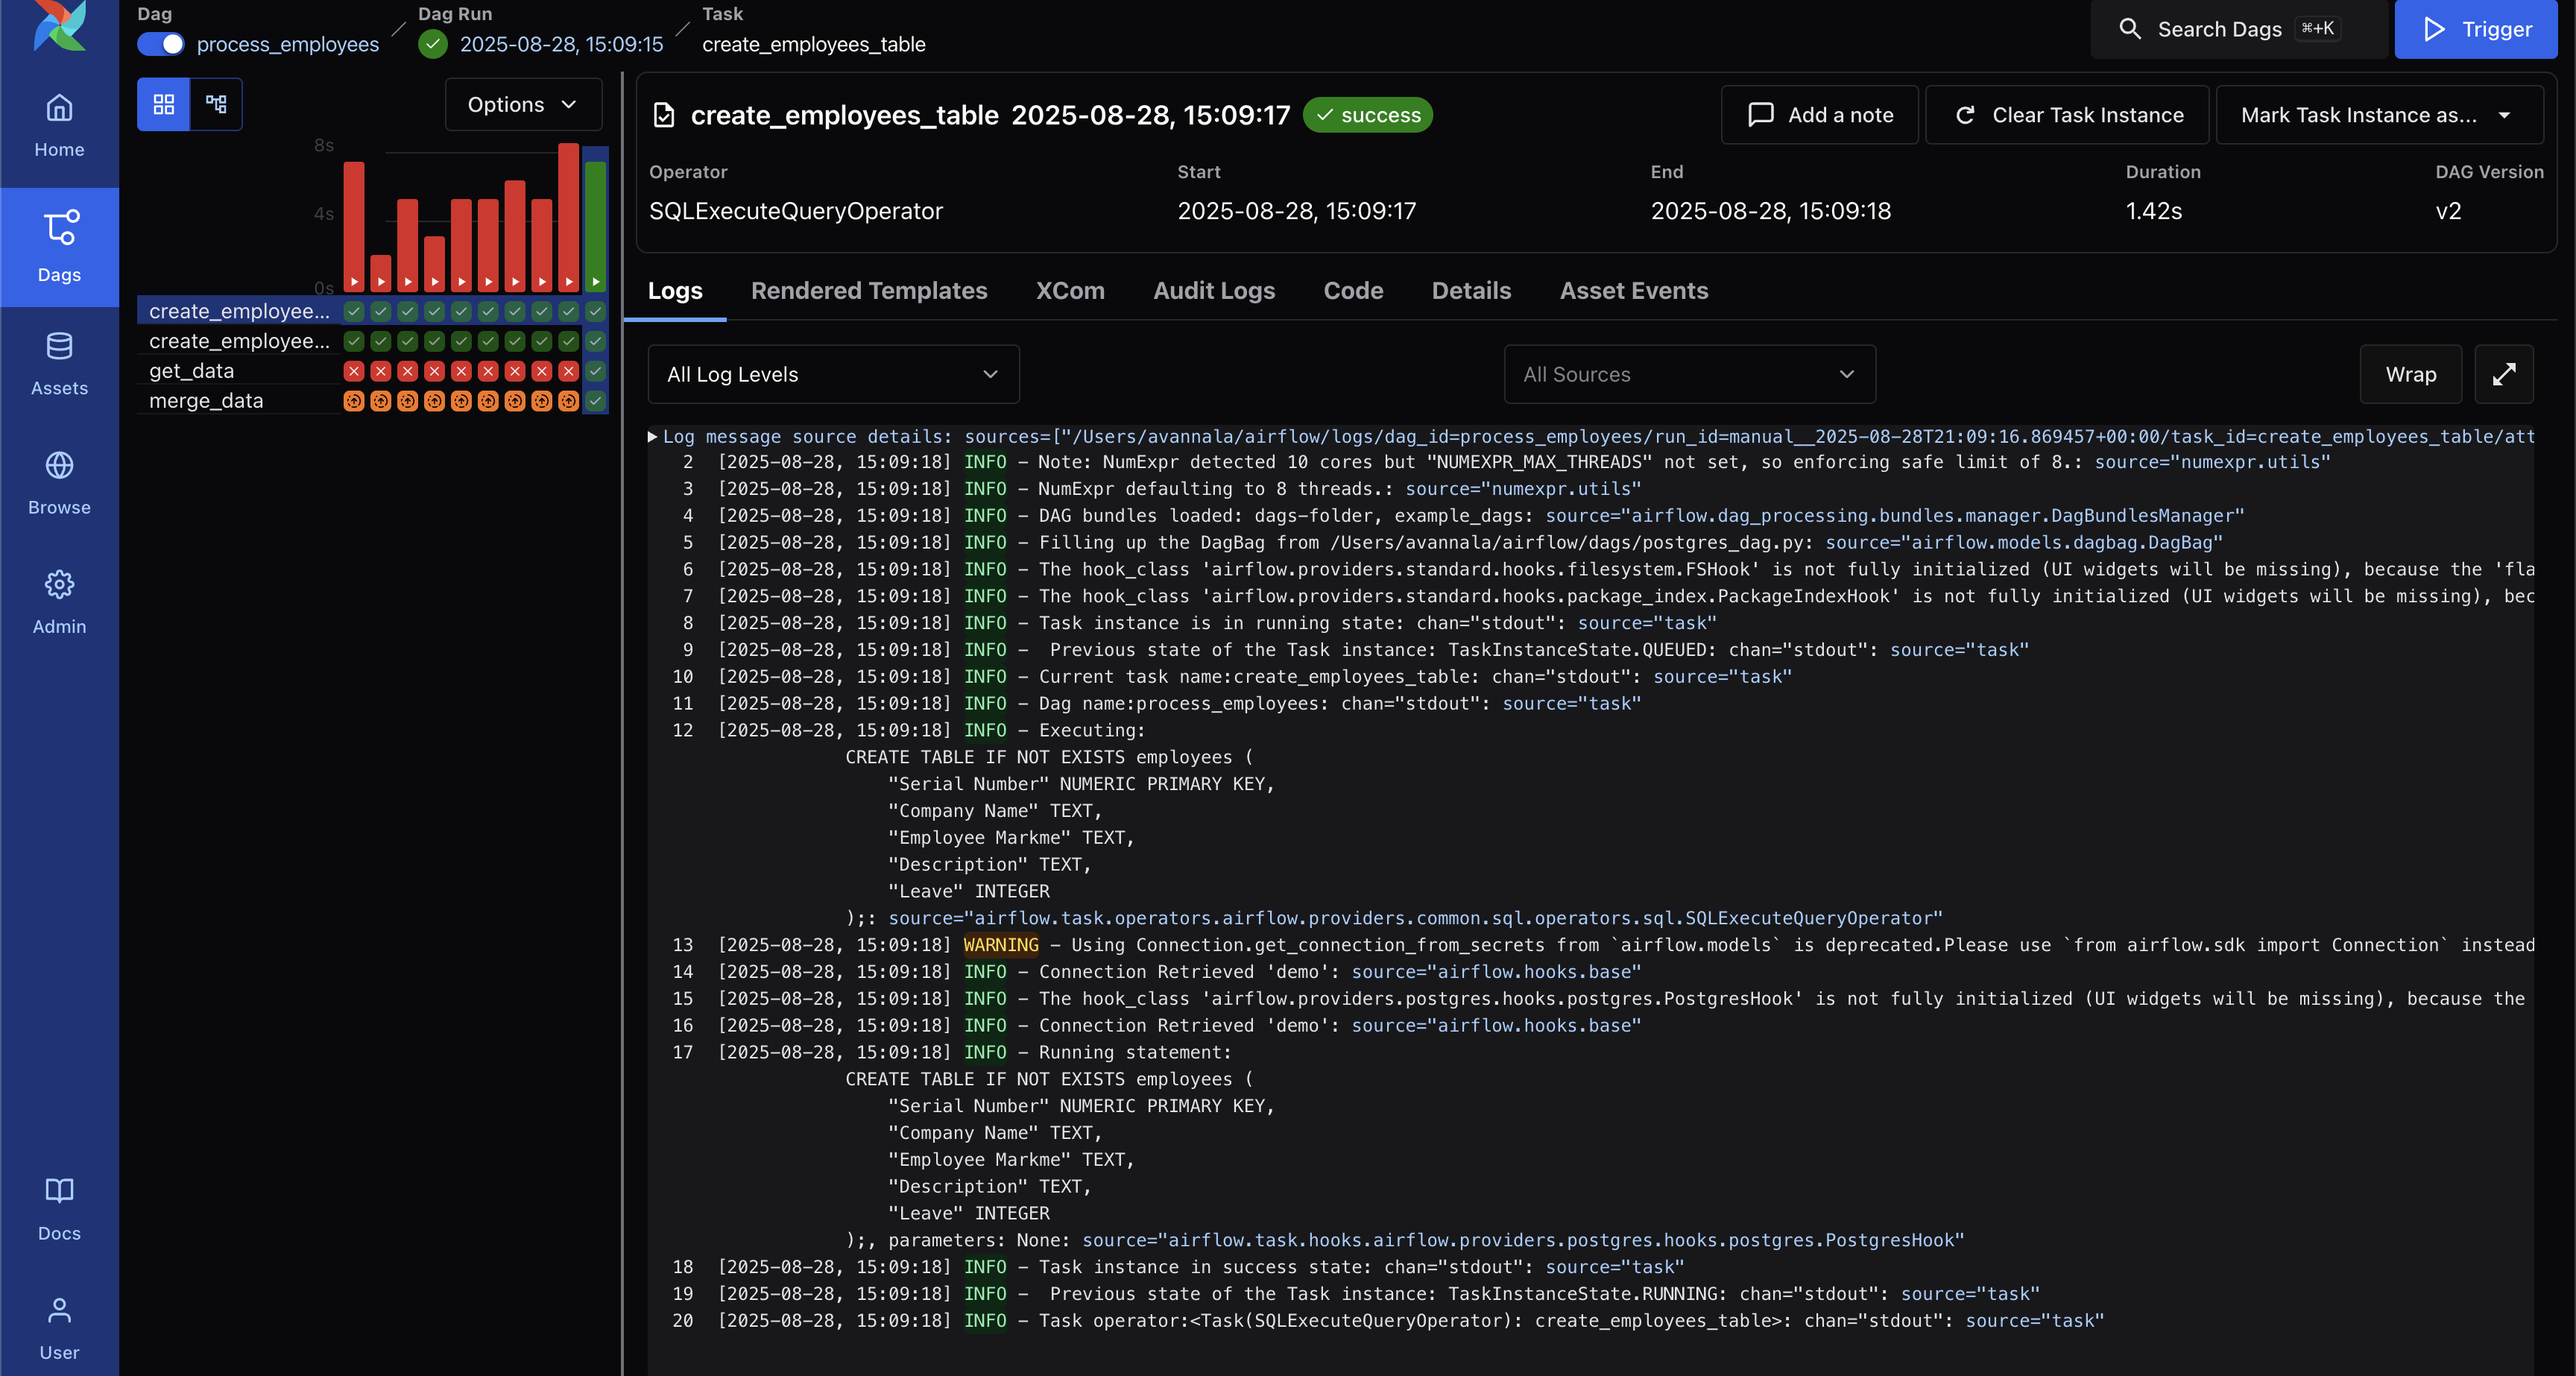 Dag
process_employees
Dag Run
2025-08-28, 15:09:15
Task
create_employees_table
Search Dags ⌘+K
Trigger
Home
Dags
Assets
Browse
Admin
Docs
User
Options
8s
4s
0s
create_employee...
create_employee...
get_data
merge_data
create_employees_table 2025-08-28, 15:09:17 success
Add a note
Clear Task Instance
Mark Task Instance as...
Operator Start End Duration DAG Version
SQLExecuteQueryOperator 2025-08-28, 15:09:17 2025-08-28, 15:09:18 1.42s v2
Logs Rendered Templates XCom Audit Logs Code Details Asset Events
All Log Levels
All Sources
Wrap
Log message source details: sources=["/Users/avannala/airflow/logs/dag_id=process_employees/run_id=manual__2025-08-28T21:09:16.869457+00:00/task_id=create_employees_table/att
2 [2025-08-28, 15:09:18] INFO - Note: NumExpr detected 10 cores but "NUMEXPR_MAX_THREADS" not set, so enforcing safe limit of 8.: source="numexpr.utils"
3 [2025-08-28, 15:09:18] INFO - NumExpr defaulting to 8 threads.: source="numexpr.utils"
4 [2025-08-28, 15:09:18] INFO - DAG bundles loaded: dags-folder, example_dags: source="airflow.dag_processing.bundles.manager.DagBundlesManager"
5 [2025-08-28, 15:09:18] INFO - Filling up the DagBag from /Users/avannala/airflow/dags/postgres_dag.py: source="airflow.models.dagbag.DagBag"
6 [2025-08-28, 15:09:18] INFO - The hook_class 'airflow.providers.standard.hooks.filesystem.FSHook' is not fully initialized (UI widgets will be missing), because the 'fla
7 [2025-08-28, 15:09:18] INFO - The hook_class 'airflow.providers.standard.hooks.package_index.PackageIndexHook' is not fully initialized (UI widgets will be missing), bec
8 [2025-08-28, 15:09:18] INFO - Task instance is in running state: chan="stdout": source="task"
9 [2025-08-28, 15:09:18] INFO -  Previous state of the Task instance: TaskInstanceState.QUEUED: chan="stdout": source="task"
10 [2025-08-28, 15:09:18] INFO - Current task name:create_employees_table: chan="stdout": source="task"
11 [2025-08-28, 15:09:18] INFO - Dag name:process_employees: chan="stdout": source="task"
12 [2025-08-28, 15:09:18] INFO - Executing:
CREATE TABLE IF NOT EXISTS employees (
"Serial Number" NUMERIC PRIMARY KEY,
"Company Name" TEXT,
"Employee Markme" TEXT,
"Description" TEXT,
"Leave" INTEGER
);: source="airflow.task.operators.airflow.providers.common.sql.operators.sql.SQLExecuteQueryOperator"
13 [2025-08-28, 15:09:18] WARNING - Using Connection.get_connection_from_secrets from `airflow.models` is deprecated.Please use `from airflow.sdk import Connection` instead
14 [2025-08-28, 15:09:18] INFO - Connection Retrieved 'demo': source="airflow.hooks.base"
15 [2025-08-28, 15:09:18] INFO - The hook_class 'airflow.providers.postgres.hooks.postgres.PostgresHook' is not fully initialized (UI widgets will be missing), because the
16 [2025-08-28, 15:09:18] INFO - Connection Retrieved 'demo': source="airflow.hooks.base"
17 [2025-08-28, 15:09:18] INFO - Running statement:
CREATE TABLE IF NOT EXISTS employees (
"Serial Number" NUMERIC PRIMARY KEY,
"Company Name" TEXT,
"Employee Markme" TEXT,
"Description" TEXT,
"Leave" INTEGER
);, parameters: None: source="airflow.task.hooks.airflow.providers.postgres.hooks.postgres.PostgresHook"
18 [2025-08-28, 15:09:18] INFO - Task instance in success state: chan="stdout": source="task"
19 [2025-08-28, 15:09:18] INFO -  Previous state of the Task instance: TaskInstanceState.RUNNING: chan="stdout": source="task"
20 [2025-08-28, 15:09:18] INFO - Task operator:<Task(SQLExecuteQueryOperator): create_employees_table>: chan="stdout": source="task"